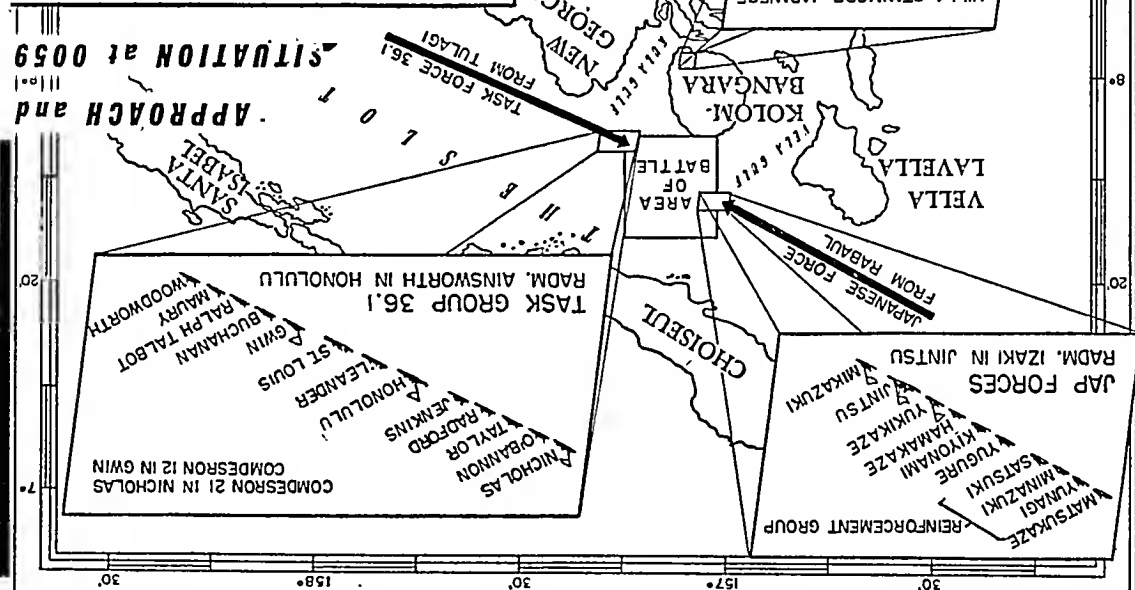 30'
157°
30'
158°
30'
MATSUKAZE
YUNAGI
MINAZUKI
SATSUKI
REINFORCEMENT GROUP
YUGURE
KIYONAMI
HAMAKAZE
YUKIKAZE
JINTSU
MIKAZUKI
JAP FORCES
RADM. IZAKI IN JINTSU
COMDESRON 21 IN NICHOLAS
COMDESRON 12 IN GWIN
NICHOLAS
O'BANNON
TAYLOR
RADFORD
JENKINS
HONOLULU
LEANDER
ST. LOUIS
GWIN
BUCHANAN
RALPH TALBOT
MAURY
WOODWORTH
TASK GROUP 36.1
RADM. AINSWORTH IN HONOLULU
7°
20'
20'
CHOISEUL
JAPANESE FORCE
FROM RABAUL
VELLA
LAVELLA
VELLA GULF
AREA
OF
BATTLE
THE SLOT
SANTA
ISABEL
KOLOM-
BANGARA
KULA GULF
TASK FORCE 36.1
FROM TULAGI
NEW
GEORG
8°
APPROACH and
SITUATION at 0059